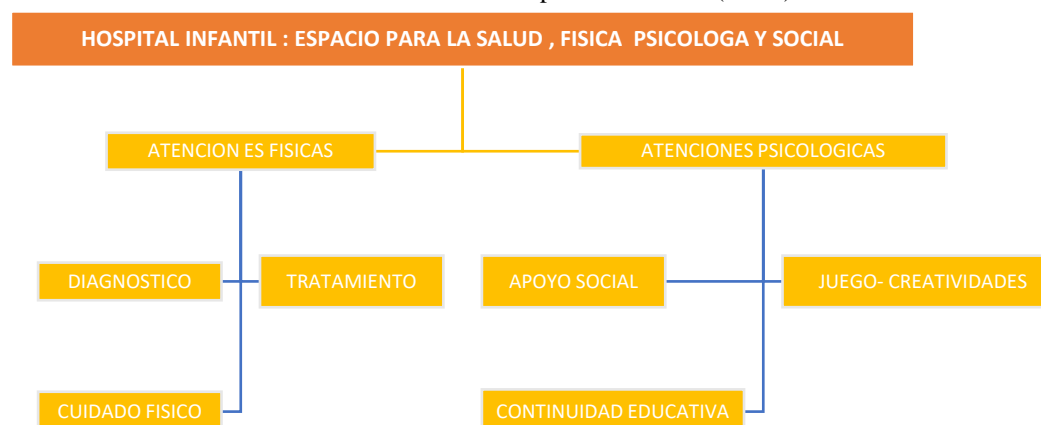 HOSPITAL INFANTIL : ESPACIO PARA LA SALUD , FISICA PSICOLOGA Y SOCIAL
ATENCION ES FISICAS
ATENCIONES PSICOLOGICAS
DIAGNOSTICO
TRATAMIENTO
APOYO SOCIAL
JUEGO- CREATIVIDADES
CUIDADO FISICO
CONTINUIDAD EDUCATIVA